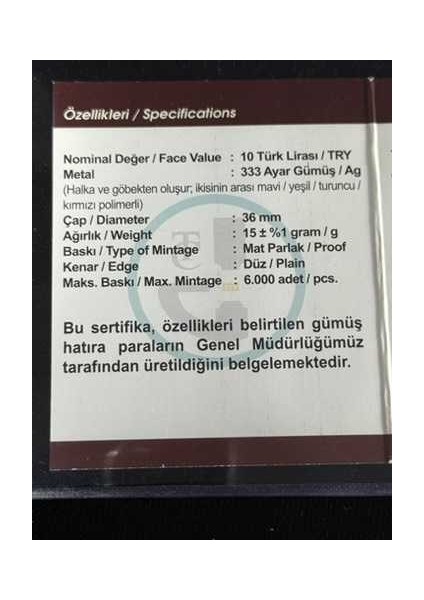 Özellikleri / Specifications
Nominal Değer / Face Value : 10 Türk Lirası / TRY
Metal : 333 Ayar Gümüş / Ag
(Halka ve göbekten oluşur; ikisinin arası mavi / yeşil / turuncu /
kırmızı polimerli)
Çap / Diameter : 36 mm
Ağırlık / Weight : 15 ± %1 gram / g
Baskı / Type of Mintage : Mat Parlak / Proof
Kenar / Edge : Düz / Plain
Maks. Baskı / Max. Mintage : 6.000 adet / pcs.
Bu sertifika, özellikleri belirtilen gümüş
hatıra paraların Genel Müdürlüğümüz
tarafından üretildiğini belgelemektedir.